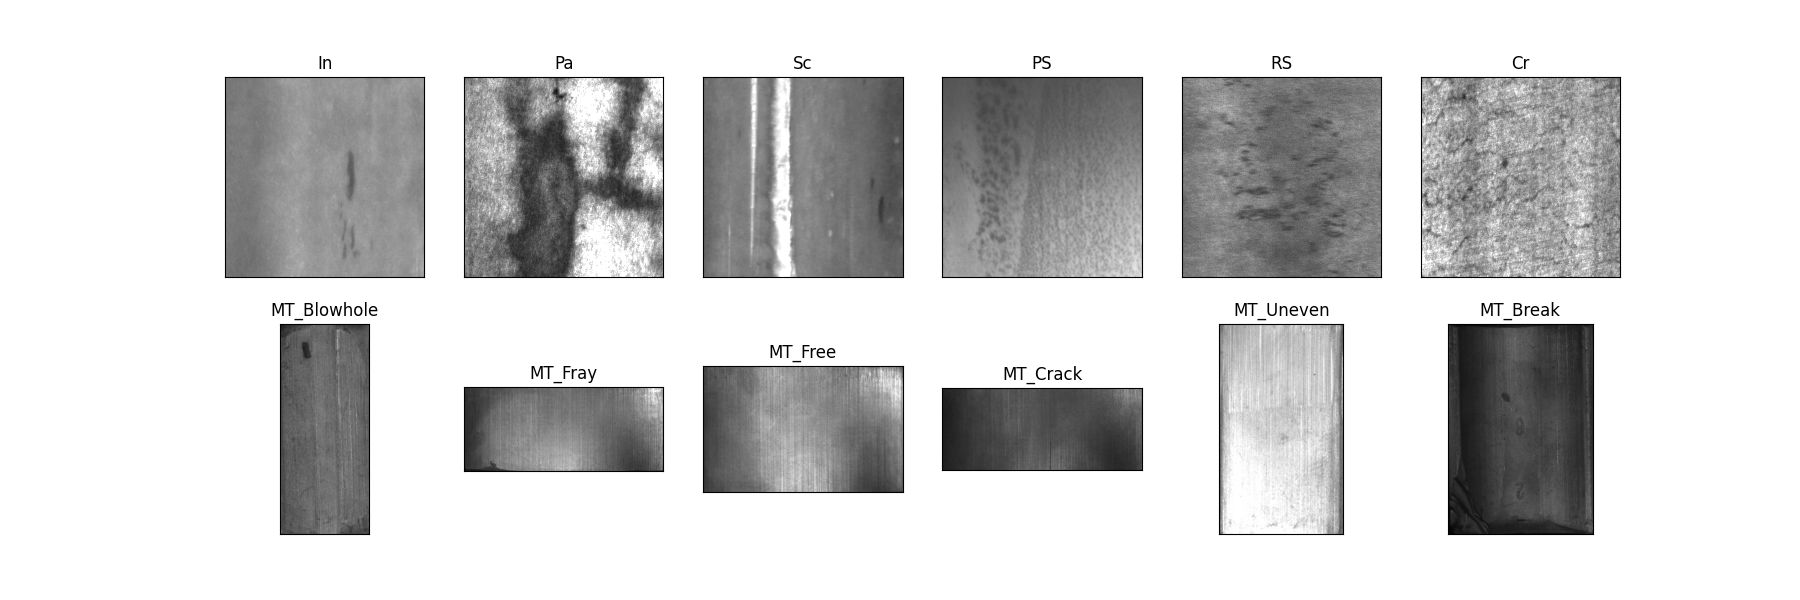 In
Pa
Sc
PS
RS
Cr
MT_Blowhole
MT_Fray
MT_Free
MT_Crack
MT_Uneven
MT_Break